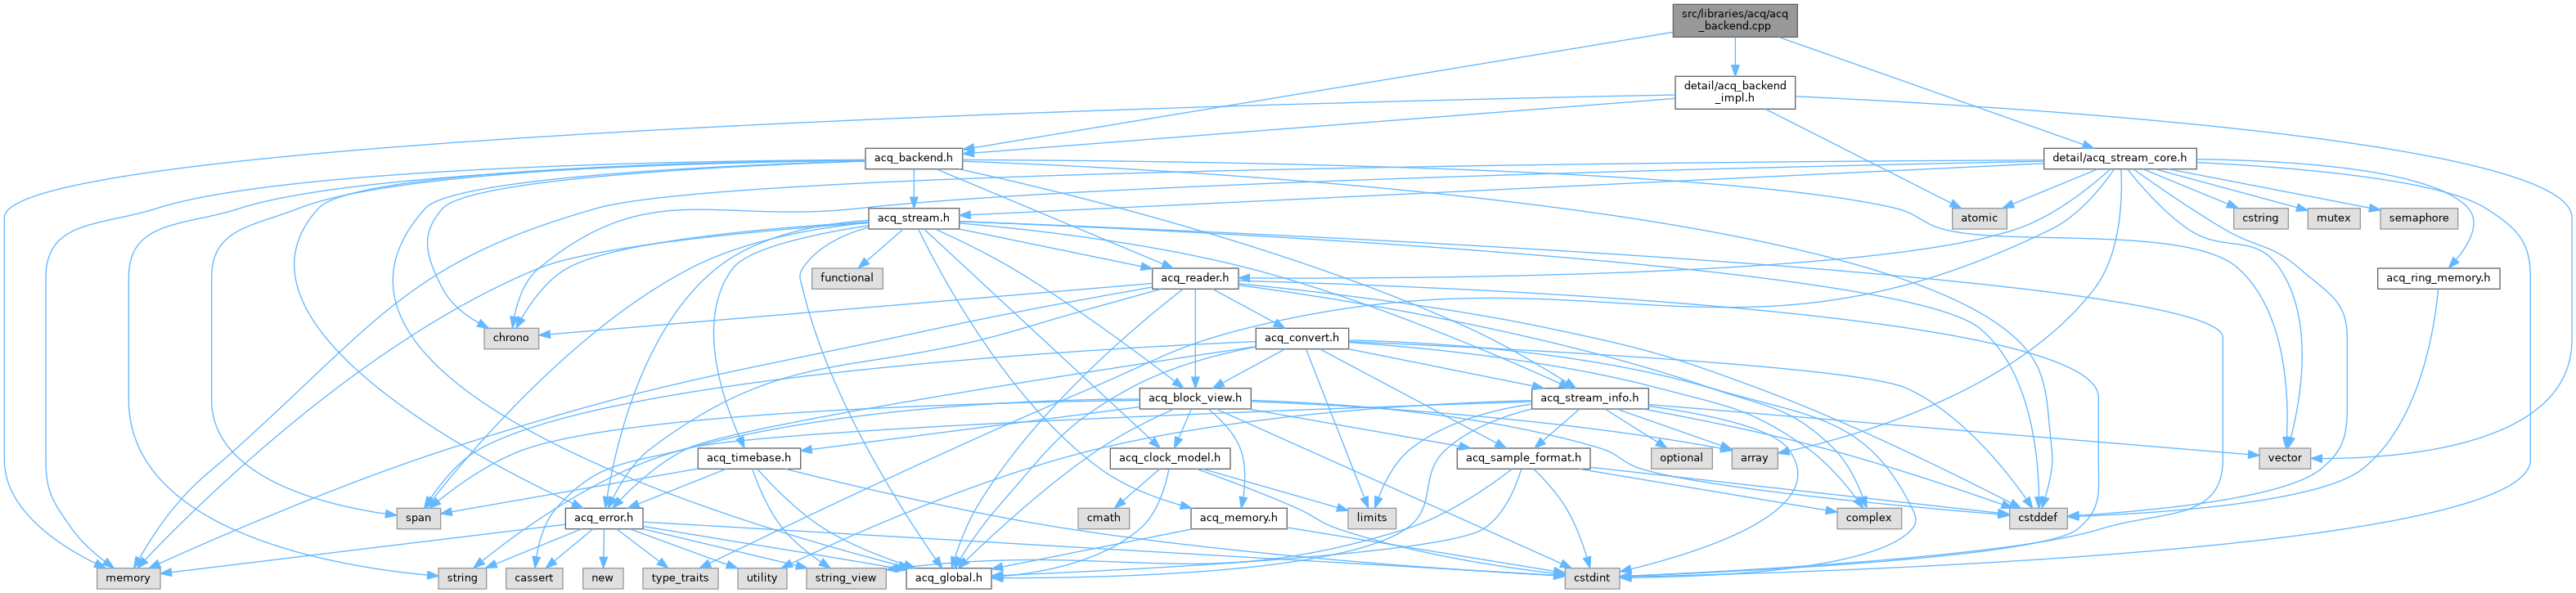 src/libraries/acq/acq
_backend.cpp
detail/acq_backend
_impl.h
acq_backend.h
detail/acq_stream_core.h
acq_stream.h
atomic
cstring
mutex
semaphore
functional
acq_reader.h
acq_ring_memory.h
chrono
acq_convert.h
acq_block_view.h
acq_stream_info.h
acq_timebase.h
acq_clock_model.h
acq_sample_format.h
optional
array
vector
span
acq_error.h
cmath
acq_memory.h
limits
complex
cstddef
memory
string
cassert
new
type_traits
utility
string_view
acq_global.h
cstdint